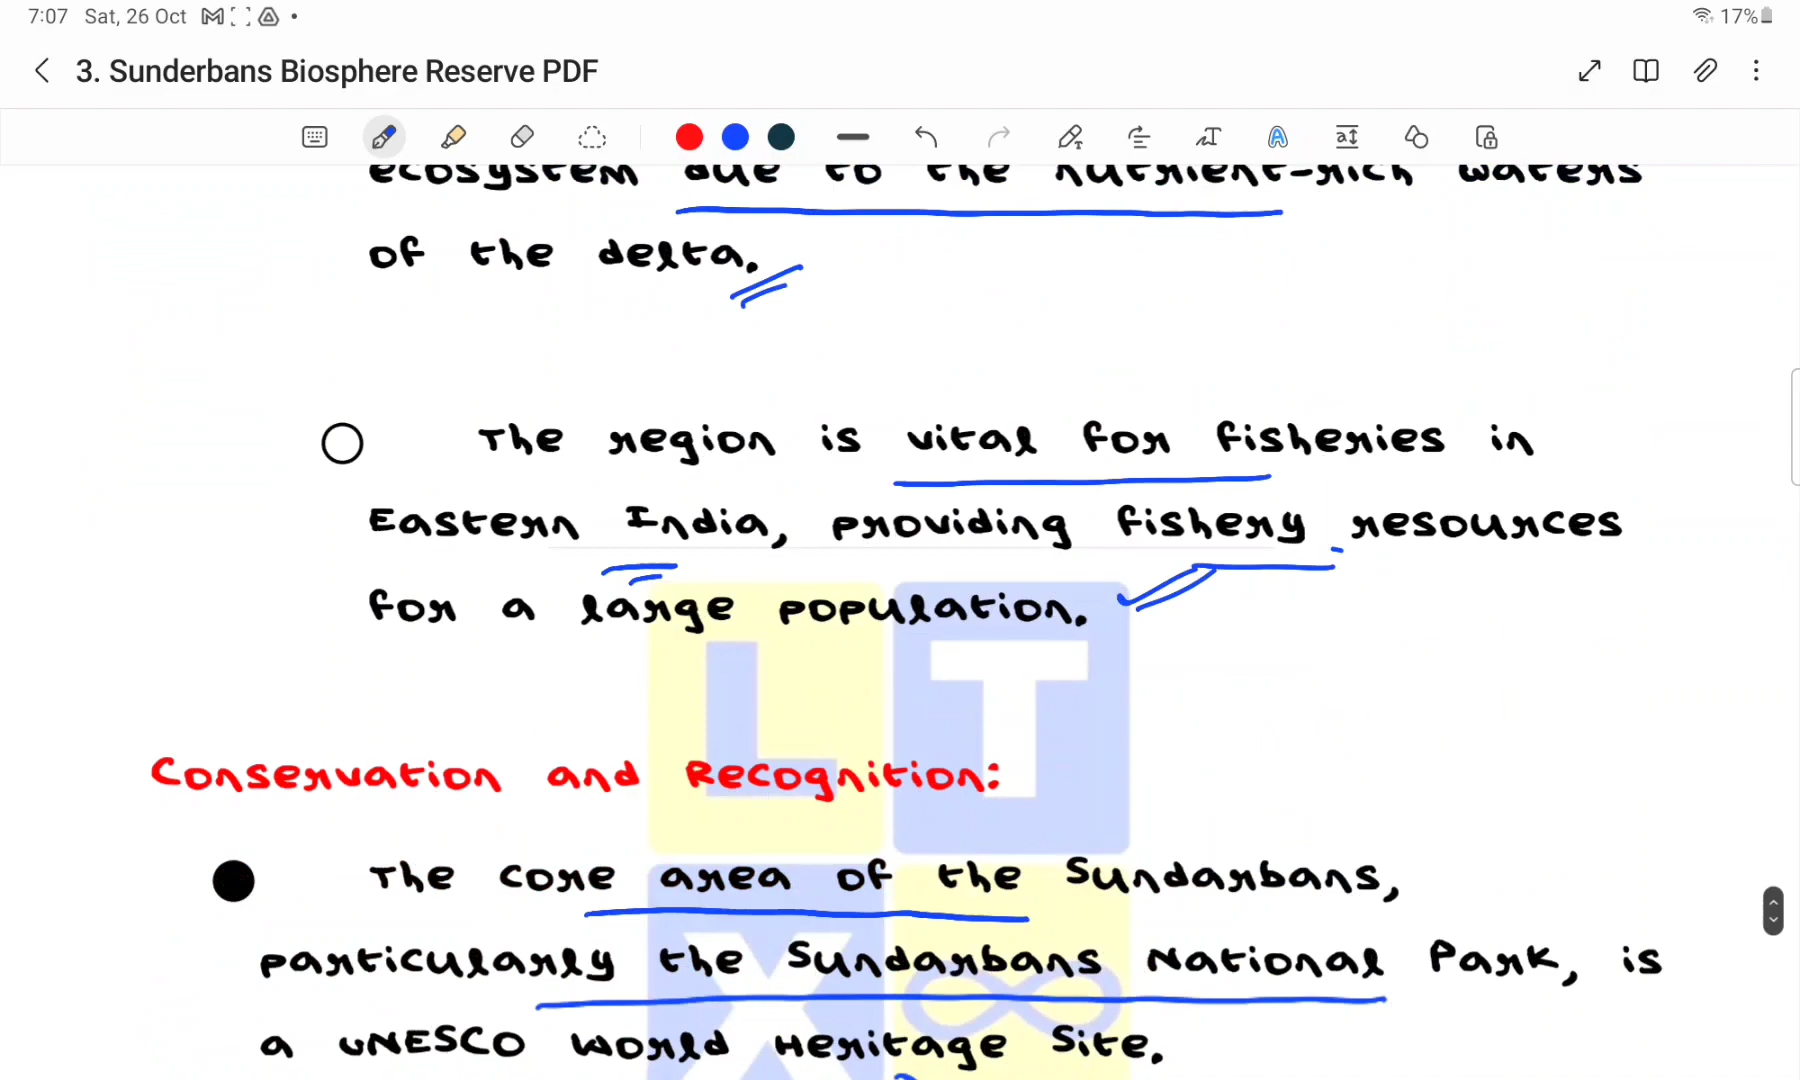 7:07 Sat, 26 Oct
17%
3. Sunderbans Biosphere Reserve PDF
ecosystem due to the nutrient-rich waters
of the delta.
The region is vital for fisheries in
Eastern India, providing fishery resources
for a large population.
Conservation and Recognition:
The core area of the Sundarbans,
particularly the Sundarbans National Park, is
a UNESCO World Heritage Site.
L T
X